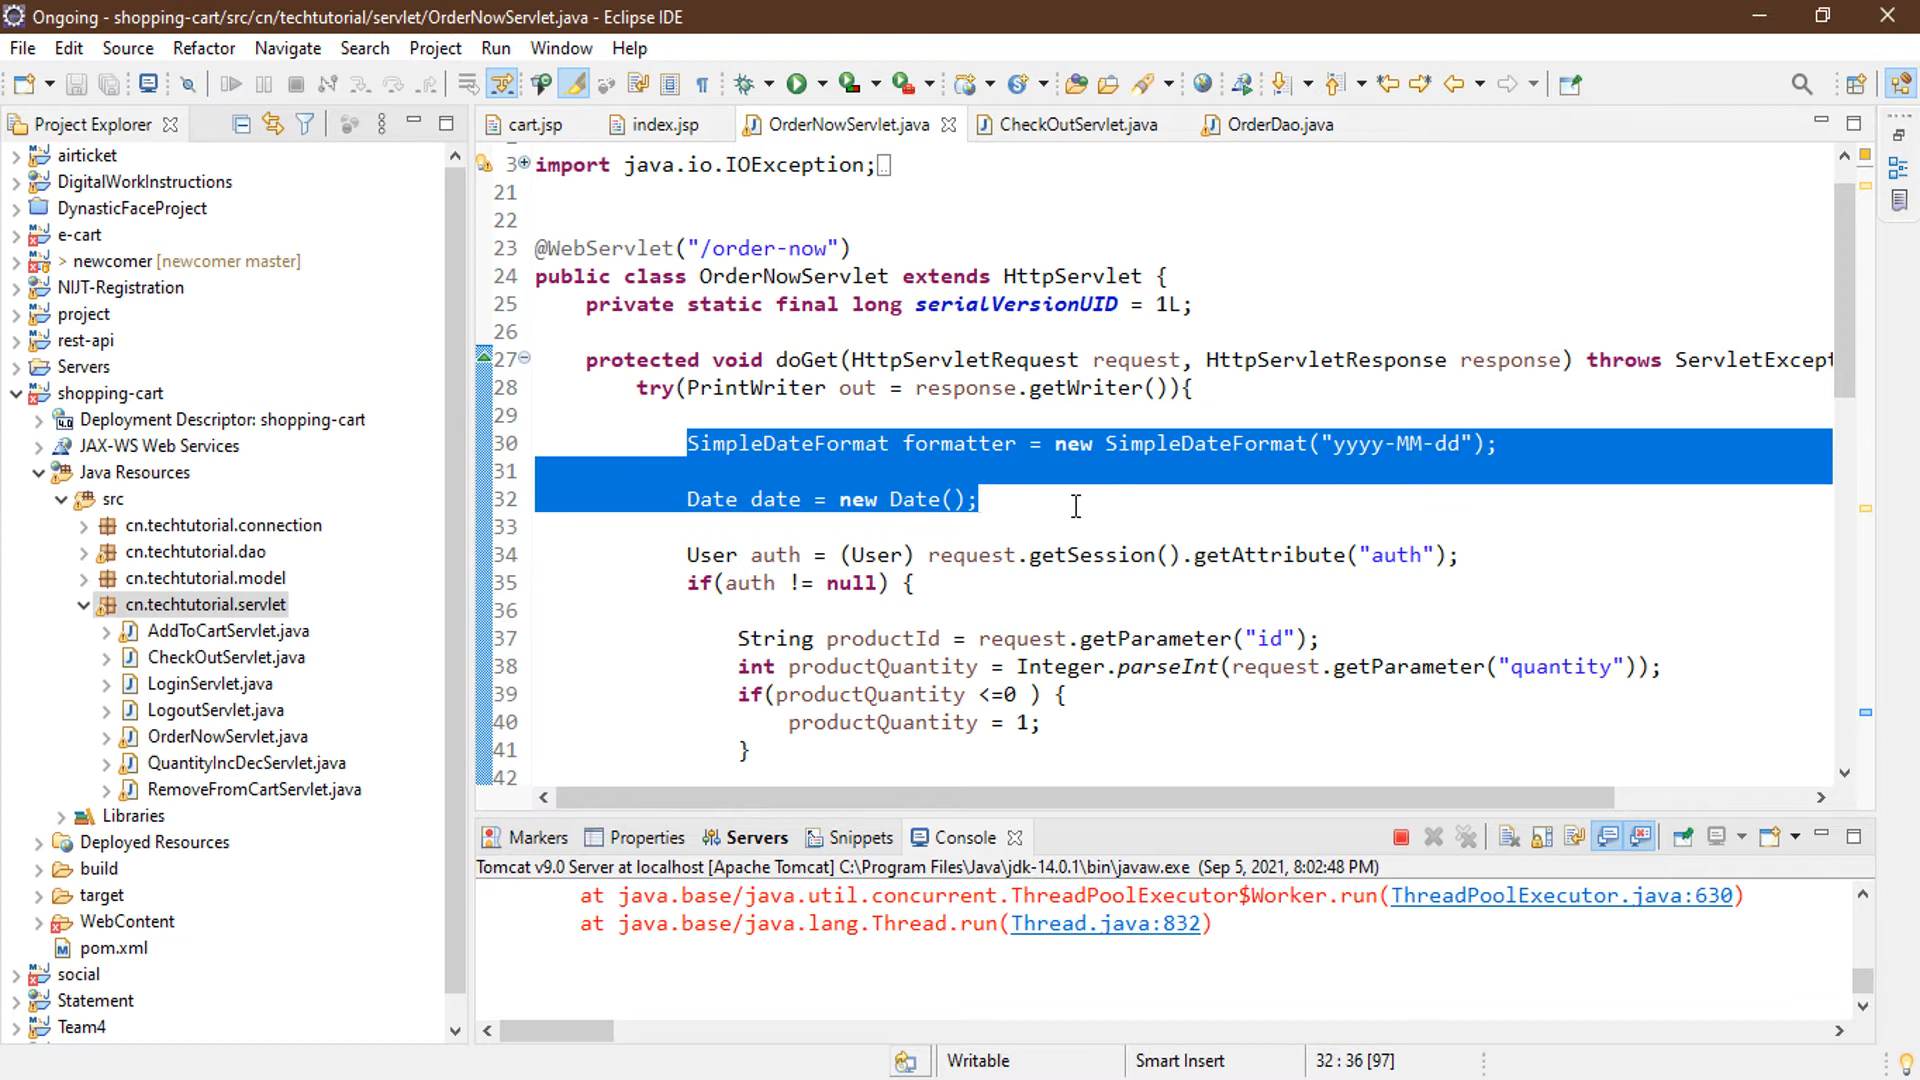 Ongoing - shopping-cart/src/cn/techtutorial/servlet/OrderNowServlet.java - Eclipse IDE
File Edit Source Refactor Navigate Search Project Run Window Help
Project Explorer
airticket
DigitalWorkInstructions
DynasticFaceProject
e-cart
> newcomer [newcomer master]
NIJT-Registration
project
rest-api
Servers
shopping-cart
Deployment Descriptor: shopping-cart
JAX-WS Web Services
Java Resources
src
cn.techtutorial.connection
cn.techtutorial.dao
cn.techtutorial.model
cn.techtutorial.servlet
AddToCartServlet.java
CheckOutServlet.java
LoginServlet.java
LogoutServlet.java
OrderNowServlet.java
QuantityIncDecServlet.java
RemoveFromCartServlet.java
Libraries
Deployed Resources
build
target
WebContent
pom.xml
social
Statement
Team4
cart.jsp index.jsp OrderNowServlet.java CheckOutServlet.java OrderDao.java
3 import java.io.IOException;
21
22
23 @WebServlet("/order-now")
24 public class OrderNowServlet extends HttpServlet {
25 private static final long serialVersionUID = 1L;
26
27 protected void doGet(HttpServletRequest request, HttpServletResponse response) throws ServletExcept
28 try(PrintWriter out = response.getWriter()){
29
30 SimpleDateFormat formatter = new SimpleDateFormat("yyyy-MM-dd");
31
32 Date date = new Date();
33
34 User auth = (User) request.getSession().getAttribute("auth");
35 if(auth != null) {
36
37 String productId = request.getParameter("id");
38 int productQuantity = Integer.parseInt(request.getParameter("quantity"));
39 if(productQuantity <=0 ) {
40 productQuantity = 1;
41 }
42
Markers Properties Servers Snippets Console
Tomcat v9.0 Server at localhost [Apache Tomcat] C:\Program Files\Java\jdk-14.0.1\bin\javaw.exe (Sep 5, 2021, 8:02:48 PM)
at java.base/java.util.concurrent.ThreadPoolExecutor$Worker.run(ThreadPoolExecutor.java:630)
at java.base/java.lang.Thread.run(Thread.java:832)
Writable Smart Insert 32 : 36 [97]